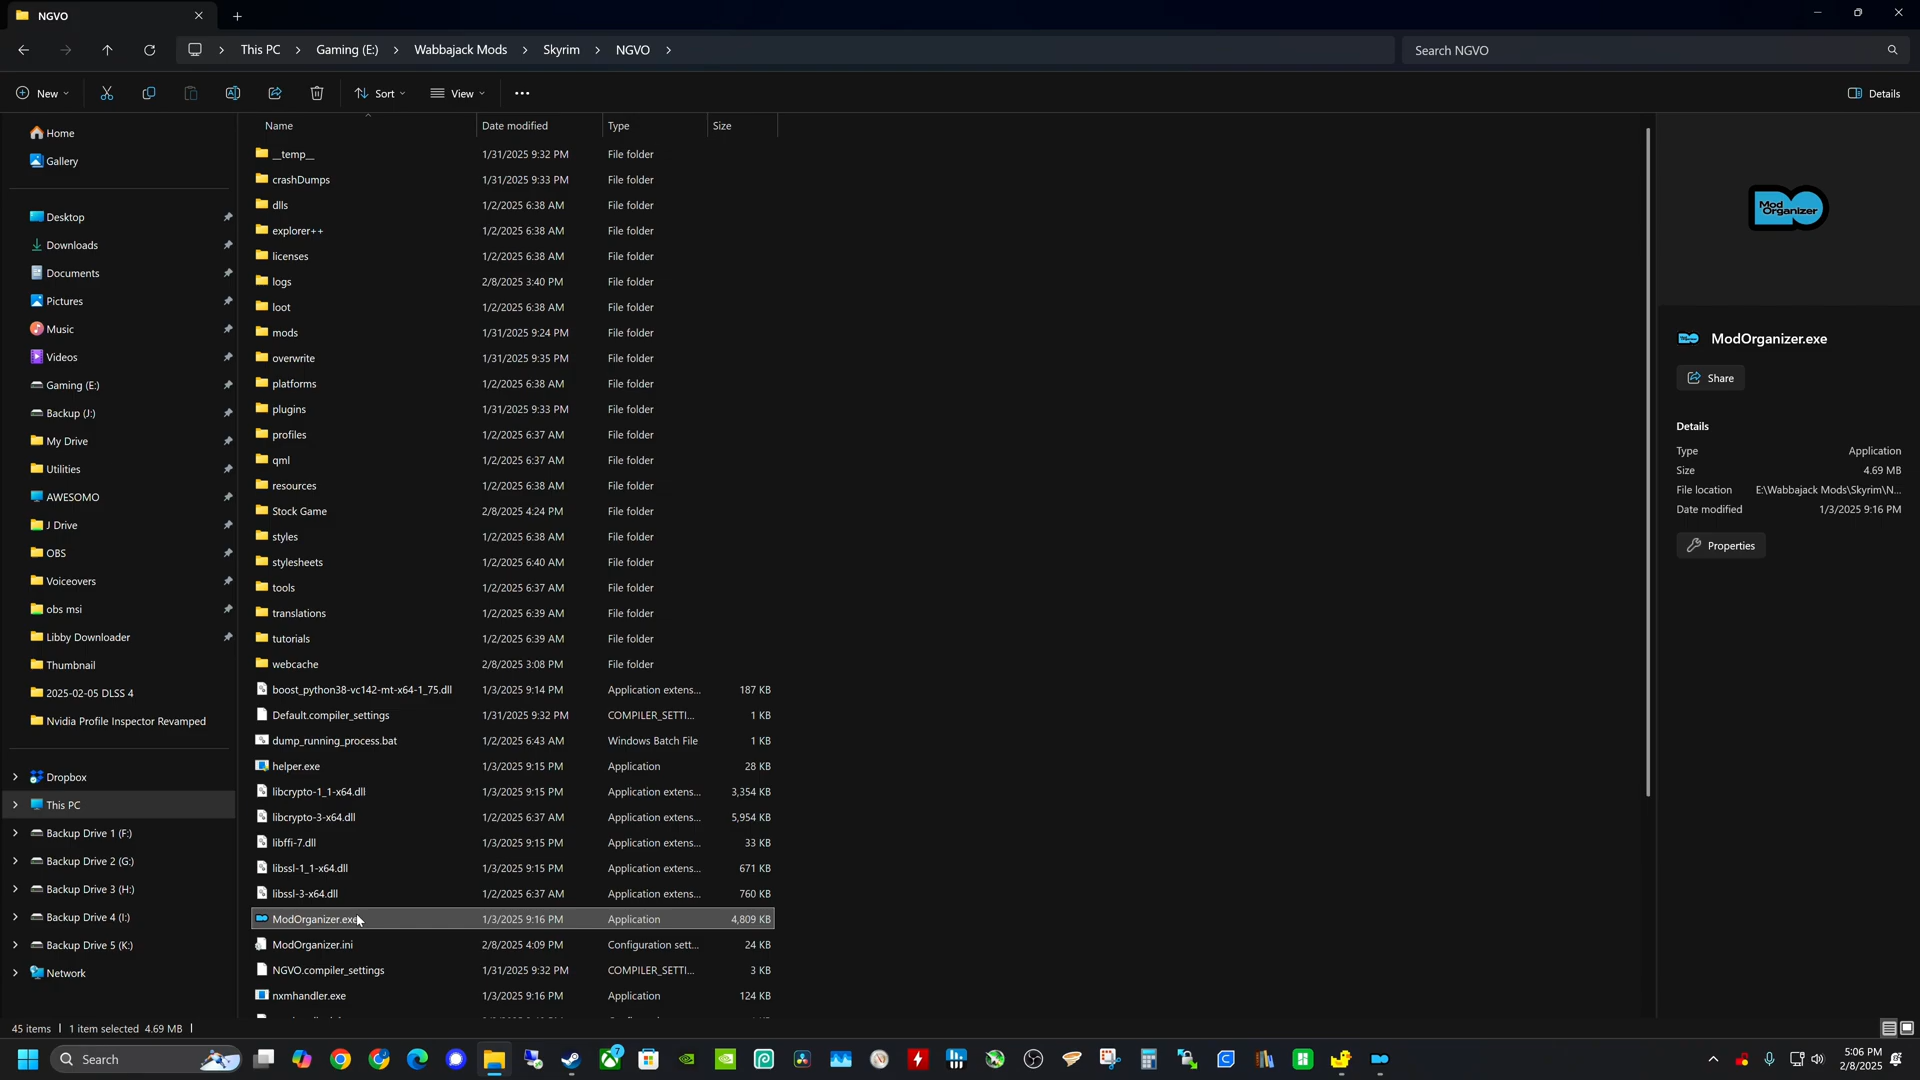 NGVO
This PC > Gaming (E:) > Wabbajack Mods > Skyrim > NGVO >
Search NGVO
New
Sort
View
Details
Name Date modified Type Size
Home
Gallery
Desktop
Downloads
Documents
Pictures
Music
Videos
Gaming (E:)
Backup (J:)
My Drive
Utilities
AWESOMO
J Drive
OBS
Voiceovers
obs msi
Libby Downloader
Thumbnail
2025-02-05 DLSS 4
Nvidia Profile Inspector Revamped
Dropbox
This PC
Backup Drive 1 (F:)
Backup Drive 2 (G:)
Backup Drive 3 (H:)
Backup Drive 4 (I:)
Backup Drive 5 (K:)
Network
__temp__ 1/31/2025 9:32 PM File folder
crashDumps 1/31/2025 9:33 PM File folder
dlls 1/2/2025 6:38 AM File folder
explorer++ 1/2/2025 6:38 AM File folder
licenses 1/2/2025 6:38 AM File folder
logs 2/8/2025 3:40 PM File folder
loot 1/2/2025 6:38 AM File folder
mods 1/31/2025 9:24 PM File folder
overwrite 1/31/2025 9:35 PM File folder
platforms 1/2/2025 6:38 AM File folder
plugins 1/31/2025 9:33 PM File folder
profiles 1/2/2025 6:37 AM File folder
qml 1/2/2025 6:37 AM File folder
resources 1/2/2025 6:38 AM File folder
Stock Game 2/8/2025 4:24 PM File folder
styles 1/2/2025 6:38 AM File folder
stylesheets 1/2/2025 6:40 AM File folder
tools 1/2/2025 6:37 AM File folder
translations 1/2/2025 6:39 AM File folder
tutorials 1/2/2025 6:39 AM File folder
webcache 2/8/2025 3:08 PM File folder
boost_python38-vc142-mt-x64-1_75.dll 1/3/2025 9:14 PM Application extens... 187 KB
Default.compiler_settings 1/31/2025 9:32 PM COMPILER_SETTI... 1 KB
dump_running_process.bat 1/2/2025 6:43 AM Windows Batch File 1 KB
helper.exe 1/3/2025 9:15 PM Application 28 KB
libcrypto-1_1-x64.dll 1/3/2025 9:15 PM Application extens... 3,354 KB
libcrypto-3-x64.dll 1/2/2025 6:37 AM Application extens... 5,954 KB
libffi-7.dll 1/3/2025 9:15 PM Application extens... 33 KB
libssl-1_1-x64.dll 1/3/2025 9:15 PM Application extens... 671 KB
libssl-3-x64.dll 1/2/2025 6:37 AM Application extens... 760 KB
ModOrganizer.exe 1/3/2025 9:16 PM Application 4,809 KB
ModOrganizer.ini 2/8/2025 4:09 PM Configuration sett... 24 KB
NGVO.compiler_settings 1/31/2025 9:32 PM COMPILER_SETTI... 3 KB
nxmhandler.exe 1/3/2025 9:16 PM Application 124 KB
Mod
Organizer
ModOrganizer.exe
Share
Details
Type Application
Size 4.69 MB
File location E:\Wabbajack Mods\Skyrim\N...
Date modified 1/3/2025 9:16 PM
Properties
45 items 1 item selected 4.69 MB
Search
7
5:06 PM
2/8/2025